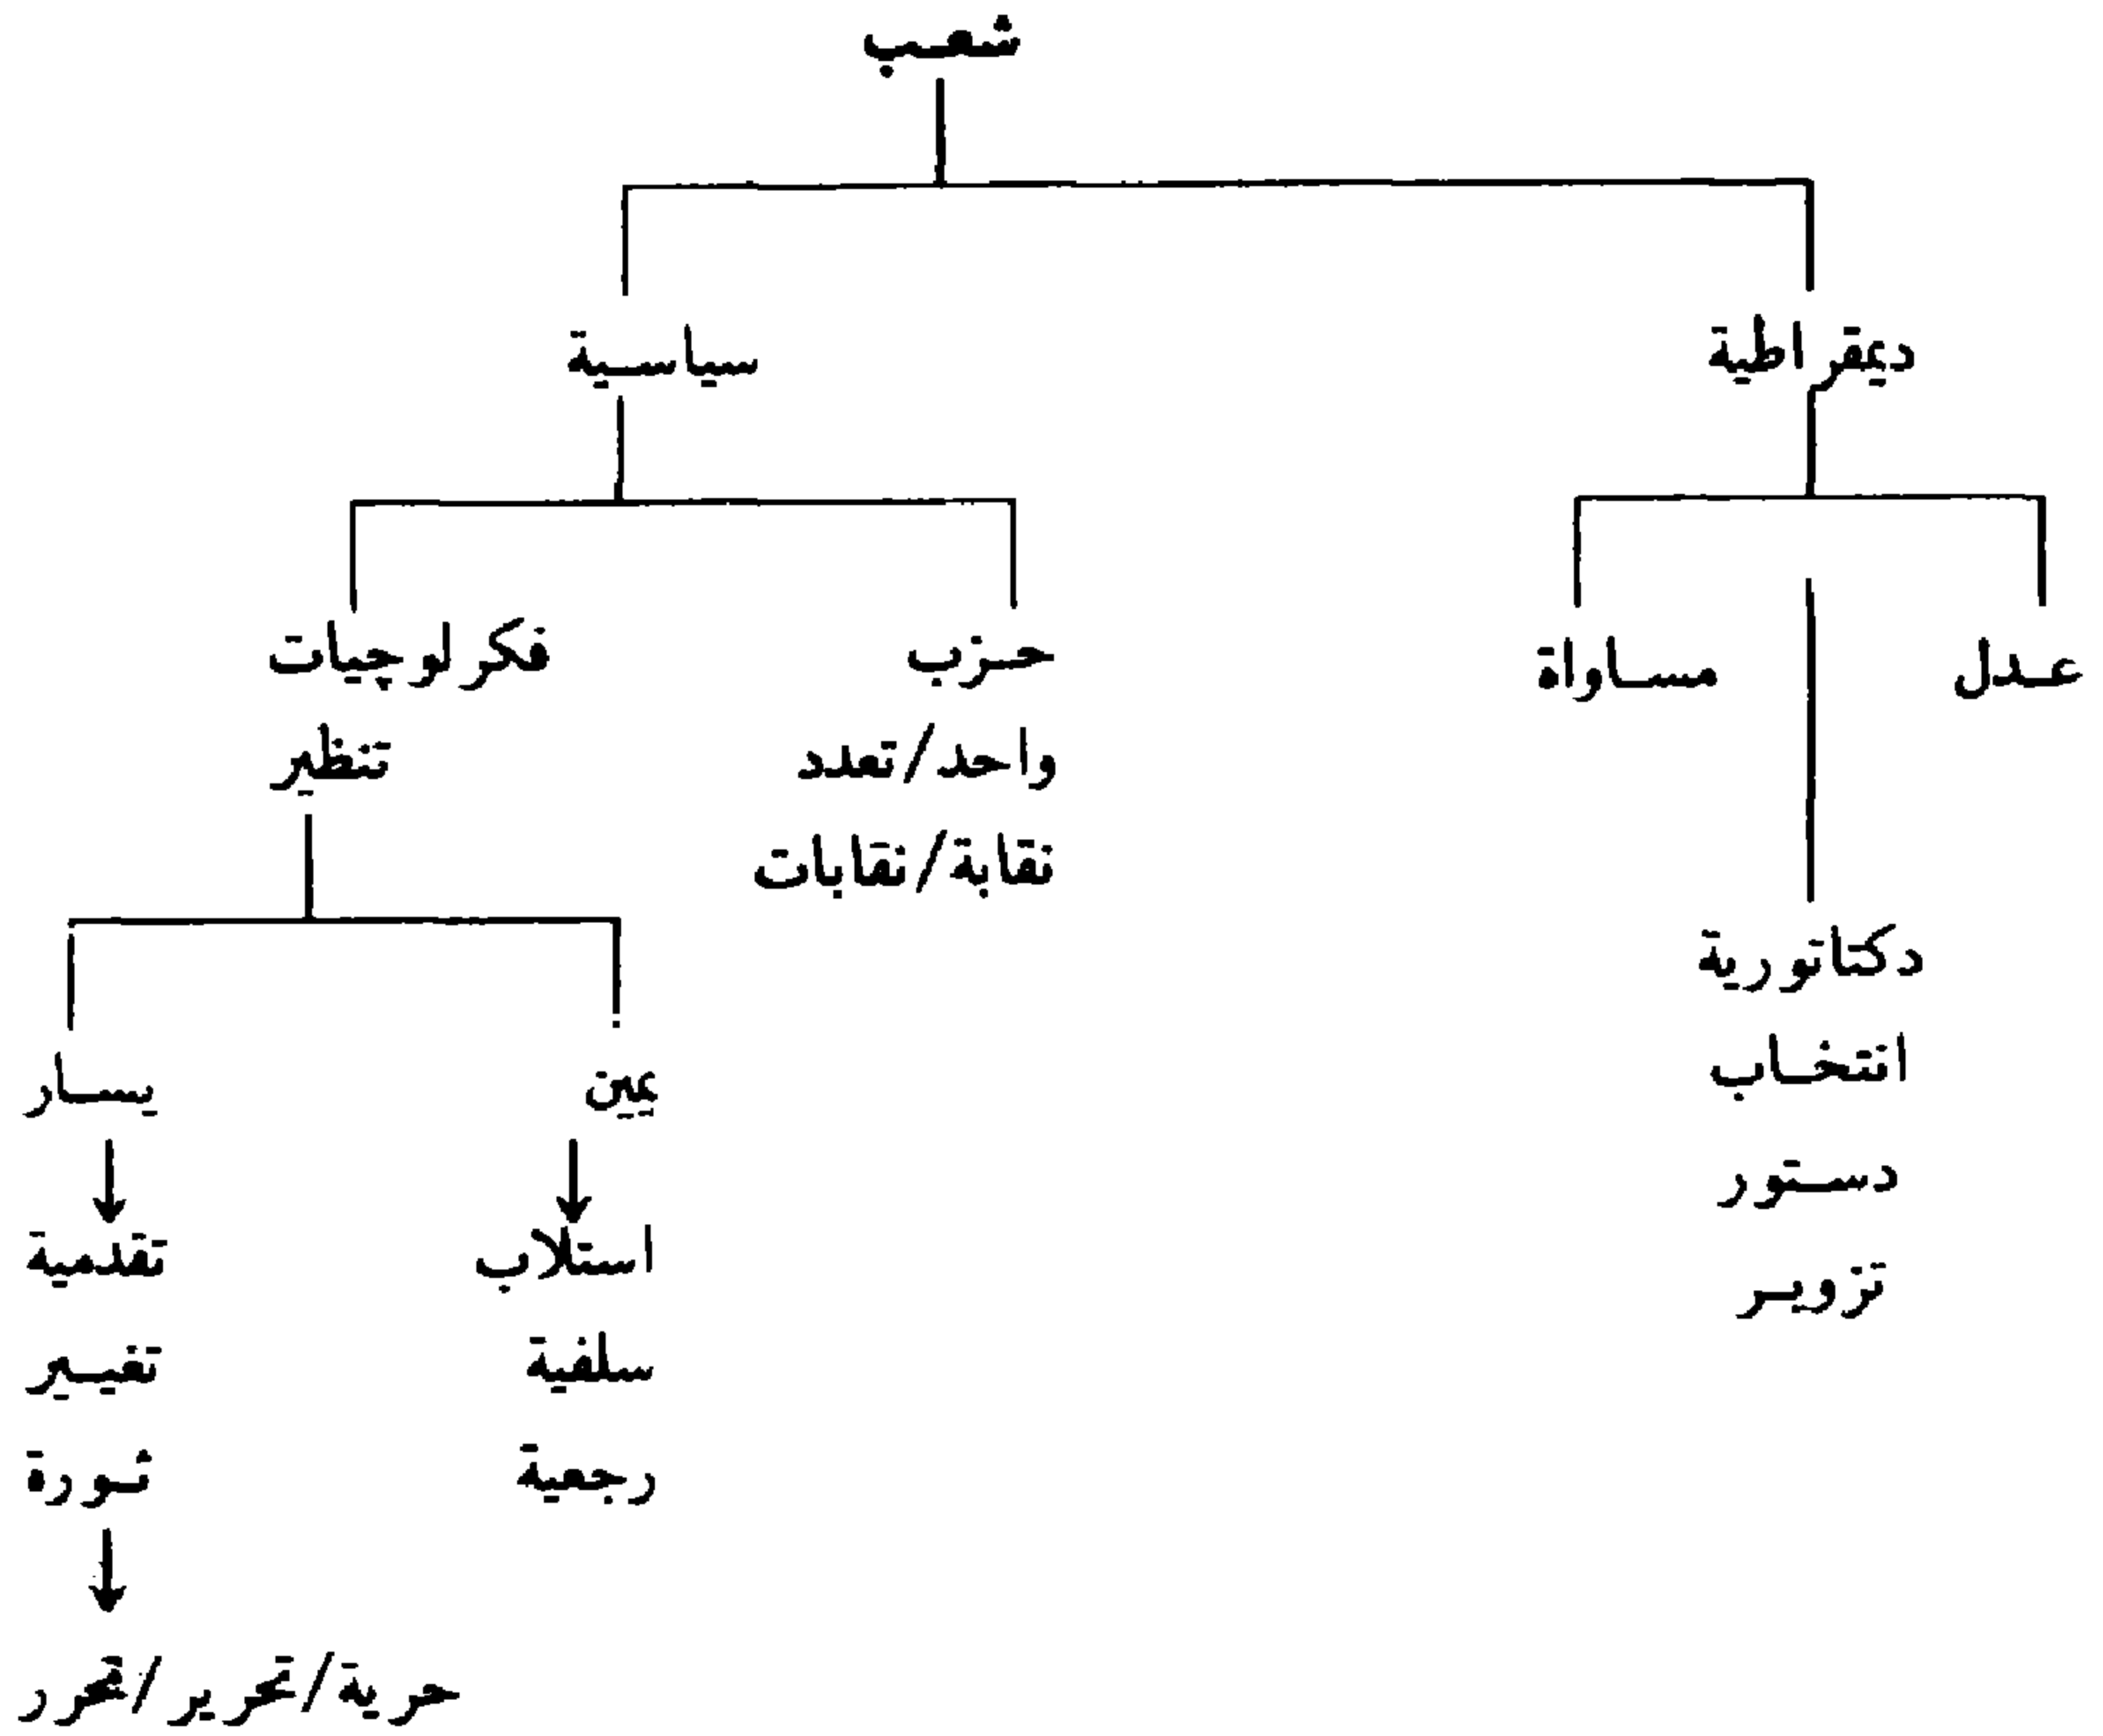 شعب
ديمقراطية
سياسية
عدل
مساواة
حزب
واحد/تعدد
نقابة/نقابات
فكرلوجيات
تنظير
دكتاتورية
انتخاب
دستور
تزوير
يمين
استلاب
سلفية
رجعية
يسار
تقدمية
تغيير
ثورة
حرية/تحرير/تحرر